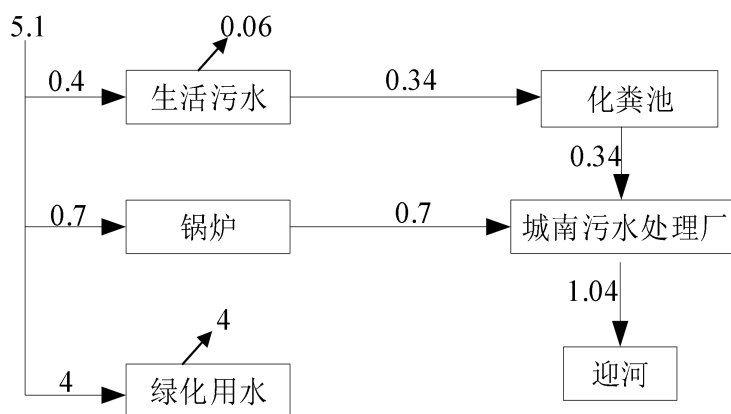 5.1
0.06
0.4
生活污水
0.34
化粪池
0.34
0.7
锅炉
0.7
城南污水处理厂
1.04
4
4
绿化用水
迎河